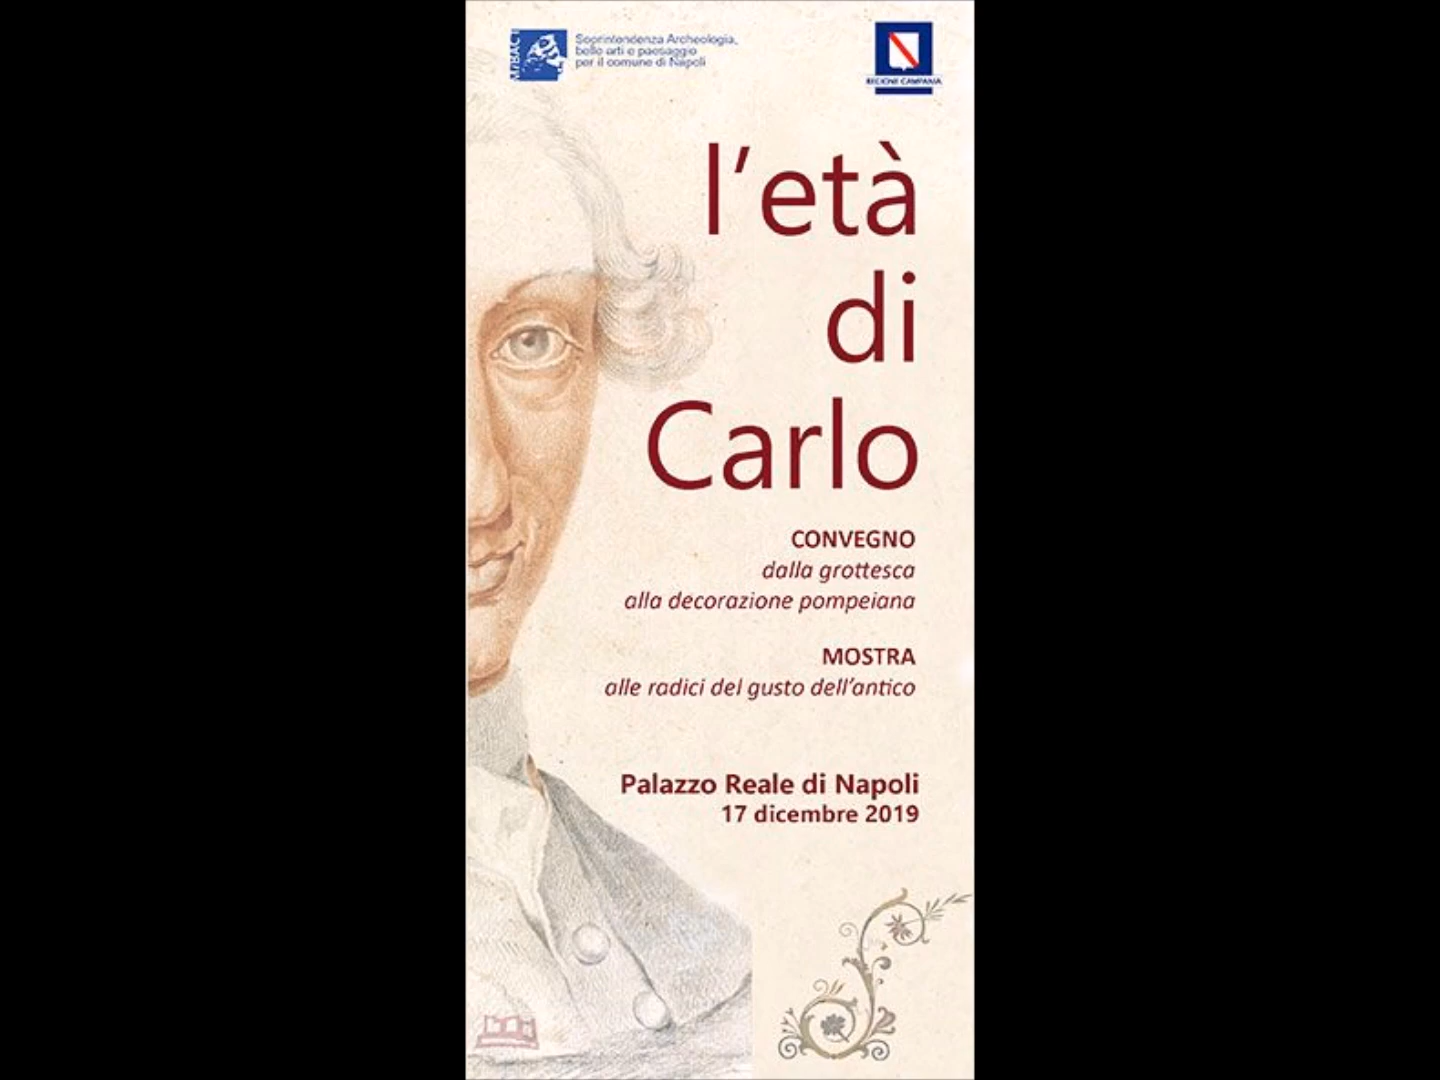 MiBACT
Soprintendenza Archeologia,
belle arti e paesaggio
per il comune di Napoli
REGIONE CAMPANIA
l'età
di
Carlo
CONVEGNO
dalla grottesca
alla decorazione pompeiana
MOSTRA
alle radici del gusto dell'antico
Palazzo Reale di Napoli
17 dicembre 2019